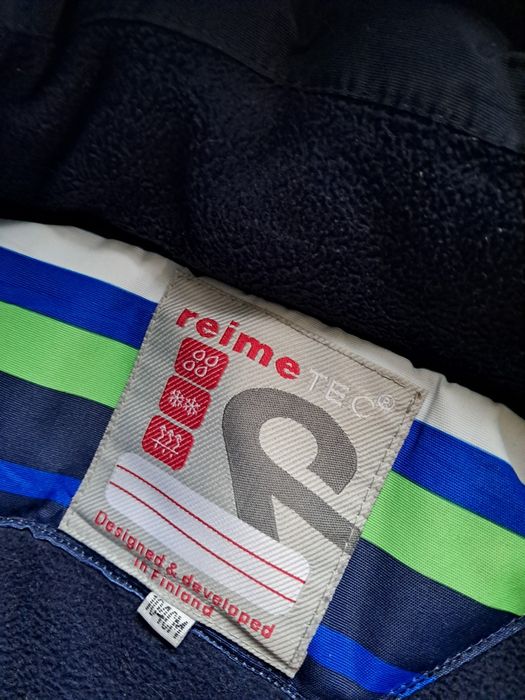 reimeTEC®
Designed & developed
in Finland